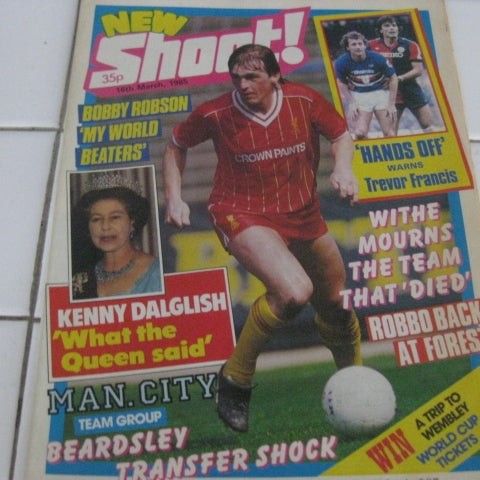 NEW
Shoot!
35p
16th March, 1985
BOBBY ROBSON
'MY WORLD
BEATERS'
'HANDS OFF'
WARNS
Trevor Francis
CROWN PAINTS
WITHE
MOURNS
THE TEAM
THAT 'DIED'
KENNY DALGLISH
'What the
Queen said'
ROBBO BACK
AT FOREST
MAN. CITY
TEAM GROUP
BEARDSLEY
TRANSFER SHOCK
WIN
A TRIP TO
WEMBLEY
WORLD CUP
TICKETS